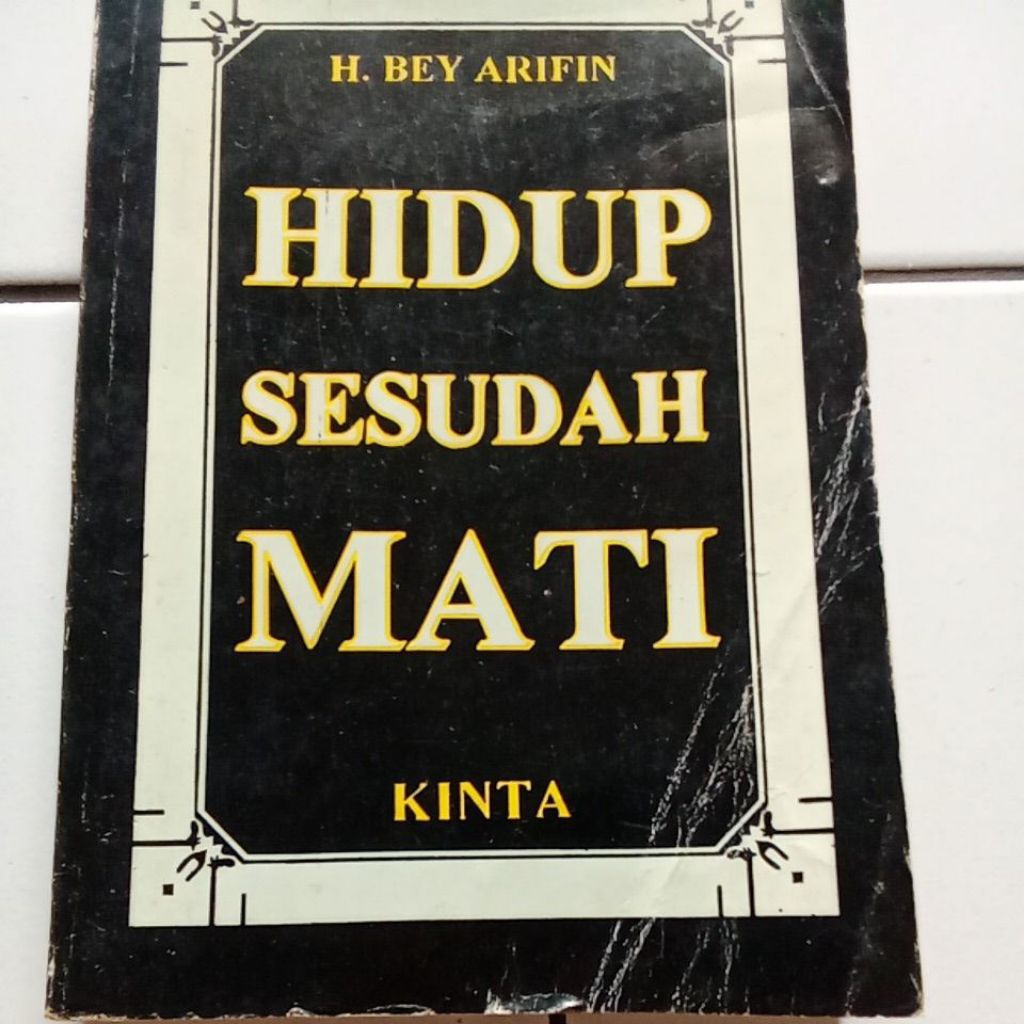 H. BEY ARIFIN
HIDUP
SESUDAH
MATI
KINTA